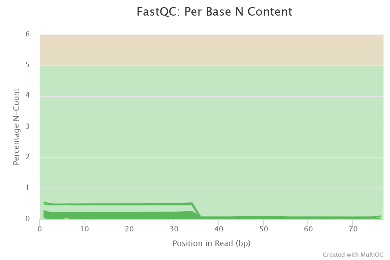 FastQC: Per Base N Content
Percentage N-Count
6
5
4
3
2
1
0
0 10 20 30 40 50 60 70
Position in Read (bp)
Created with MultiQC